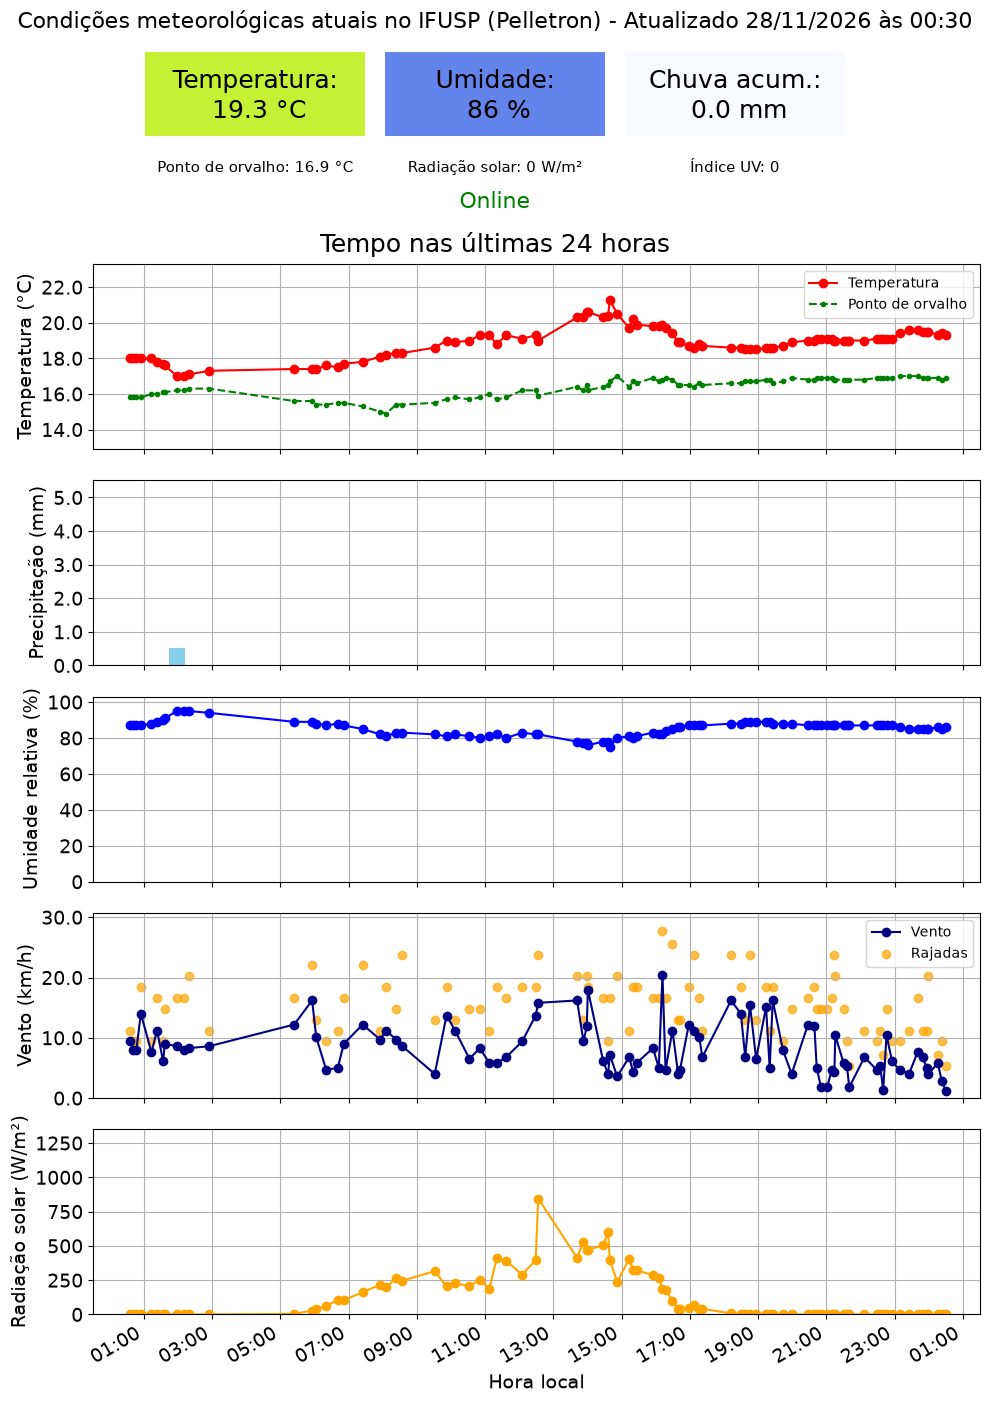 Condições meteorológicas atuais no IFUSP (Pelletron) - Atualizado 28/11/2026 às 00:30
Temperatura:
19.3 °C
Umidade:
86 %
Chuva acum.:
0.0 mm
Ponto de orvalho: 16.9 °C
Radiação solar: 0 W/m²
Índice UV: 0
Online
Tempo nas últimas 24 horas
Temperatura (°C)
22.0
20.0
18.0
16.0
14.0
Temperatura
Ponto de orvalho
Precipitação (mm)
5.0
4.0
3.0
2.0
1.0
0.0
Umidade relativa (%)
100
80
60
40
20
0
Vento (km/h)
30.0
20.0
10.0
0.0
Vento
Rajadas
Radiação solar (W/m²)
1250
1000
750
500
250
0
01:00
03:00
05:00
07:00
09:00
11:00
13:00
15:00
17:00
19:00
21:00
23:00
01:00
Hora local